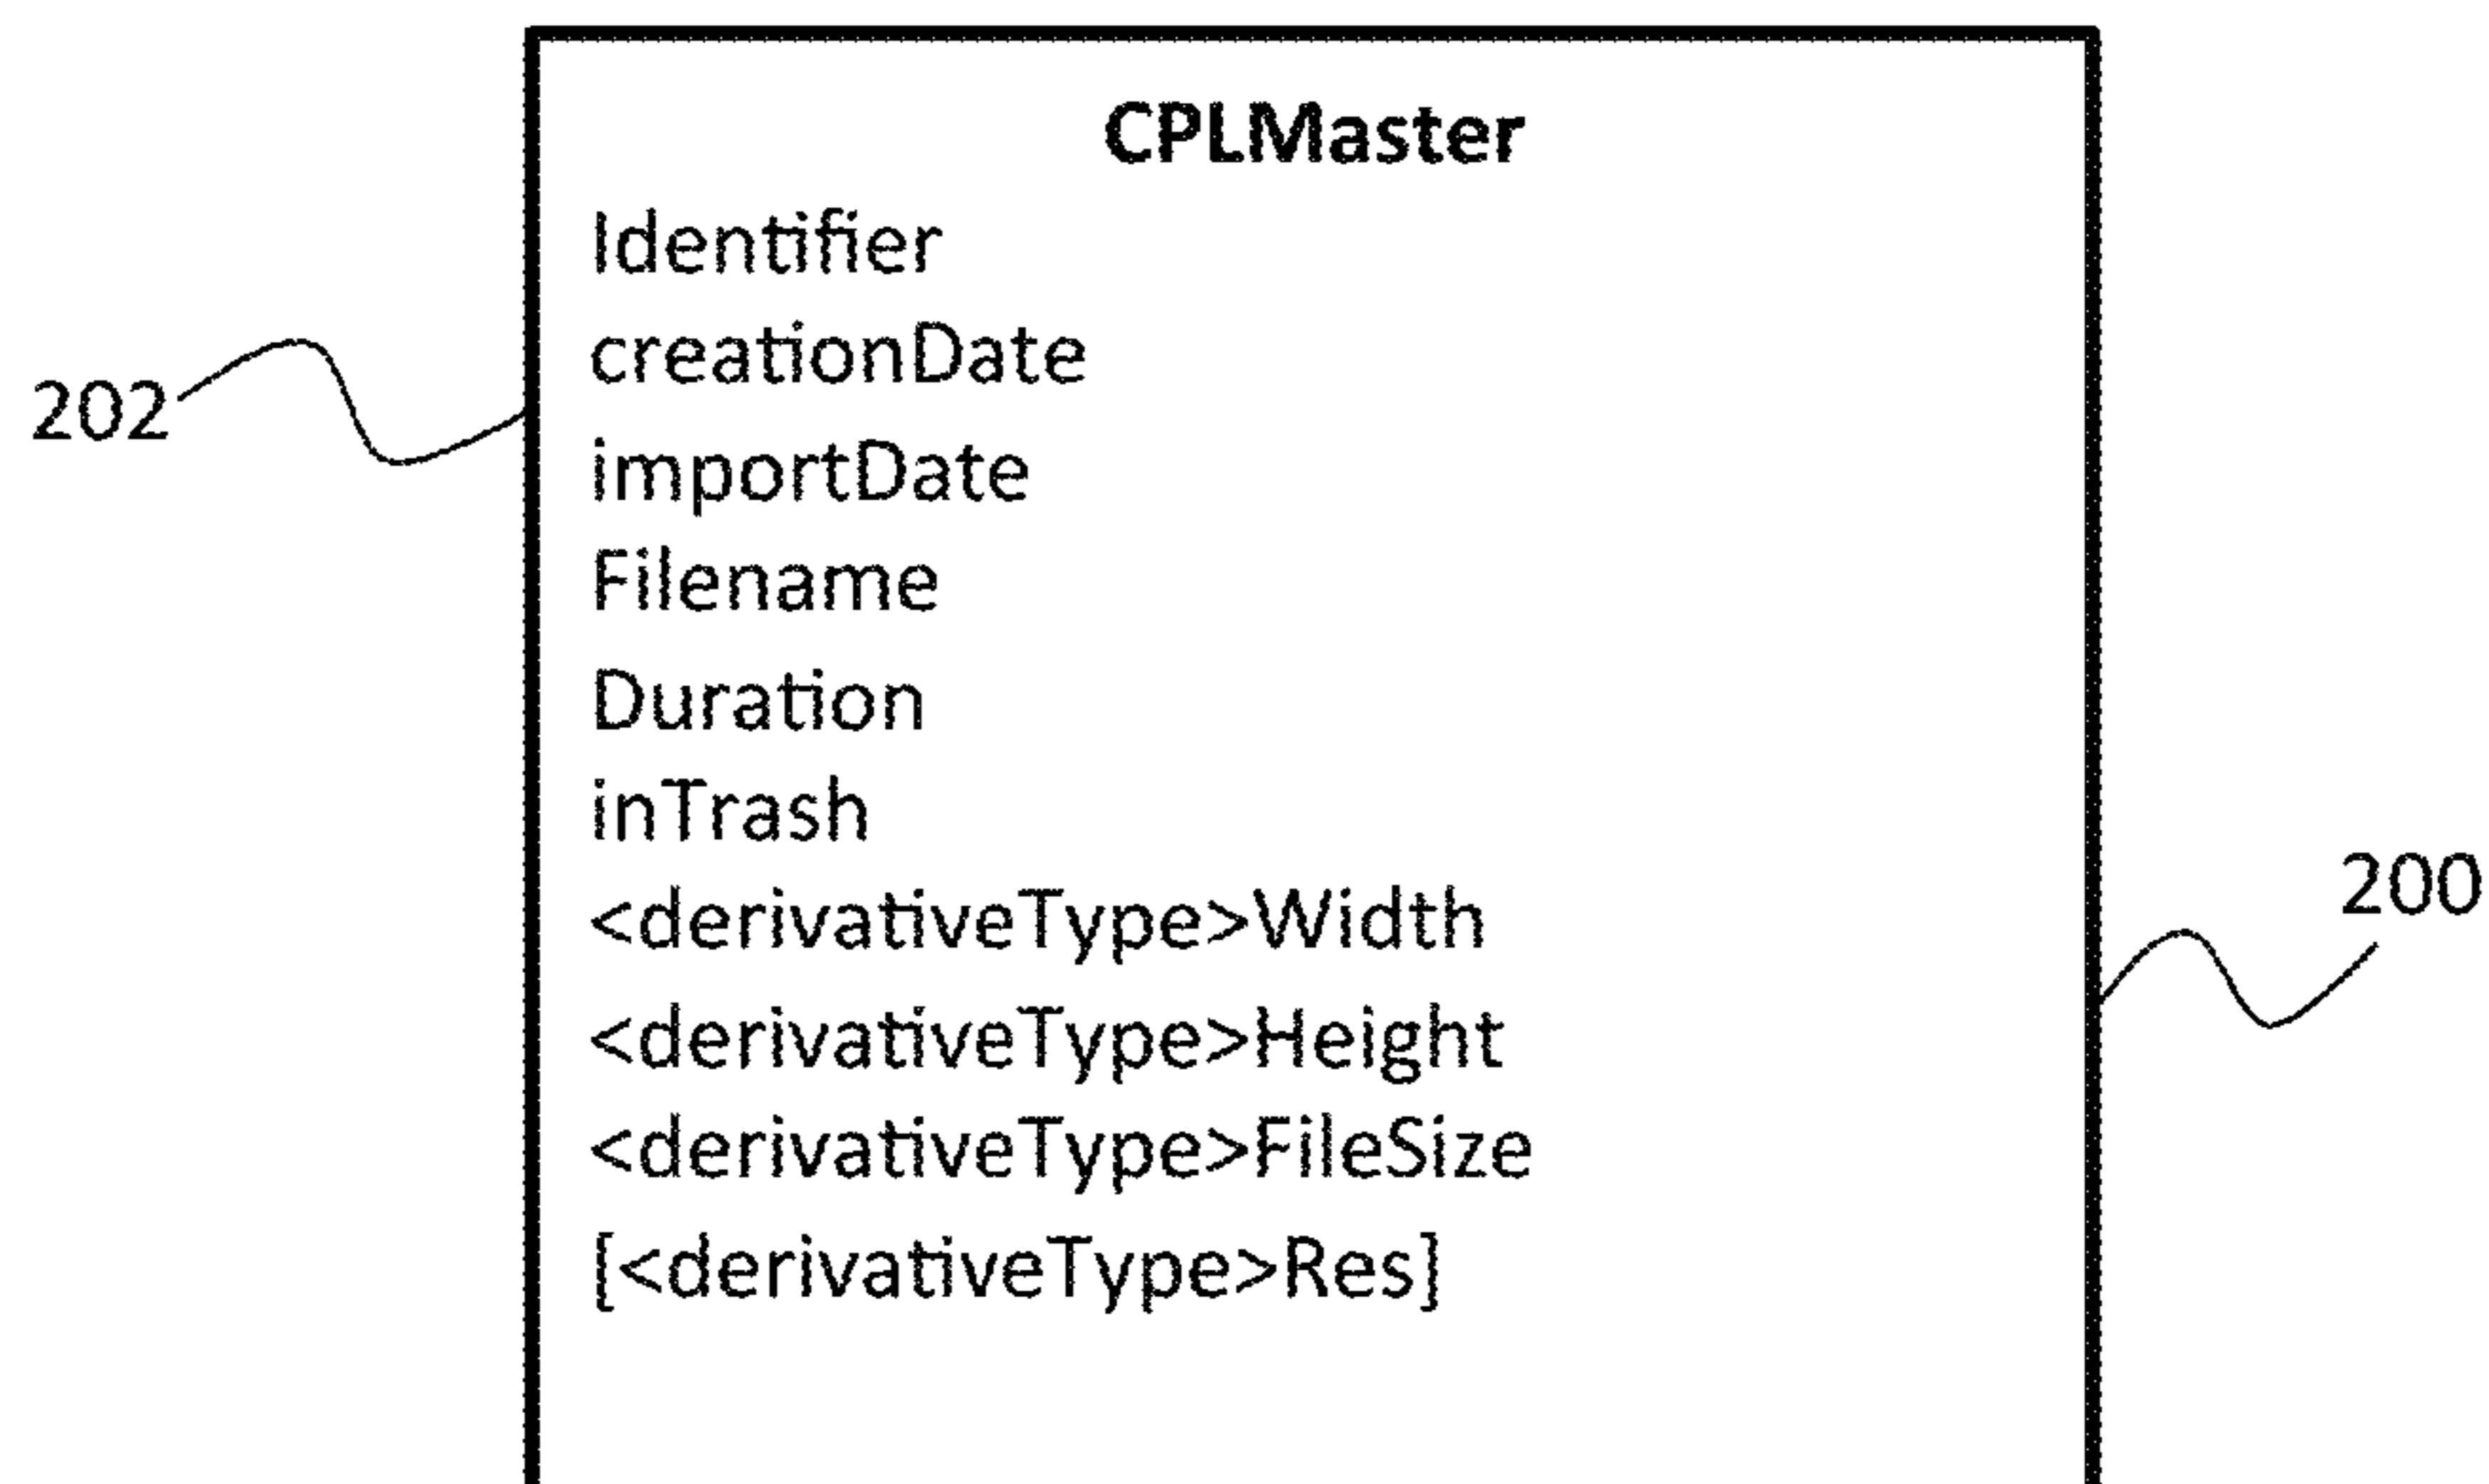 CPLMaster
Identifier
creationDate
202
importDate
Filename
Duration
inTrash
200
<derivativeType>Width
<derivativeType>Height
<derivativeType>FileSize
[<derivativeType>Res]